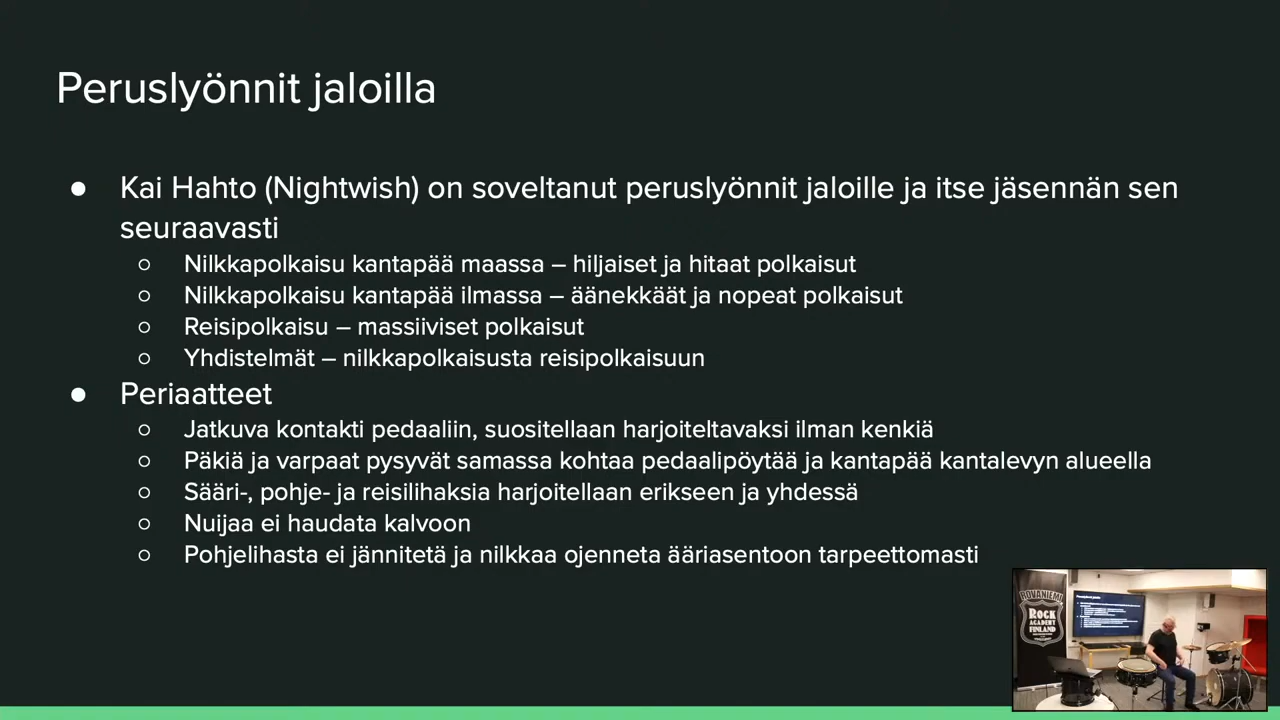 Peruslyönnit jaloilla
● Kai Hahto (Nightwish) on soveltanut peruslyönnit jaloille ja itse jäsennän sen
seuraavasti
○ Nilkkapolkaisu kantapää maassa – hiljaiset ja hitaat polkaisut
○ Nilkkapolkaisu kantapää ilmassa – äänekkäät ja nopeat polkaisut
○ Reisipolkaisu – massiiviset polkaisut
○ Yhdistelmät – nilkkapolkaisusta reisipolkaisuun
● Periaatteet
○ Jatkuva kontakti pedaaliin, suositellaan harjoiteltavaksi ilman kenkiä
○ Päkiä ja varpaat pysyvät samassa kohtaa pedaalipöytää ja kantapää kantalevyn alueella
○ Sääri-, pohje- ja reisilihaksia harjoitellaan erikseen ja yhdessä
○ Nuijaa ei haudata kalvoon
○ Pohjelihasta ei jännitetä ja nilkkaa ojenneta ääriasentoon tarpeettomasti
ROVANIEMI
ROCK
ACADEMY
FINLAND